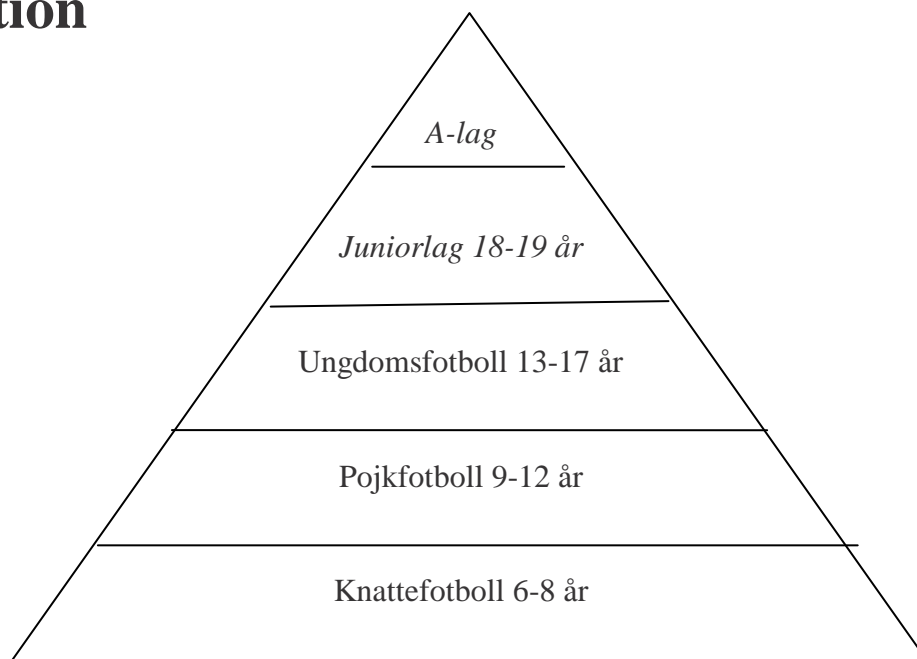 tion
A-lag
Juniorlag 18-19 år
Ungdomsfotboll 13-17 år
Pojkfotboll 9-12 år
Knattefotboll 6-8 år